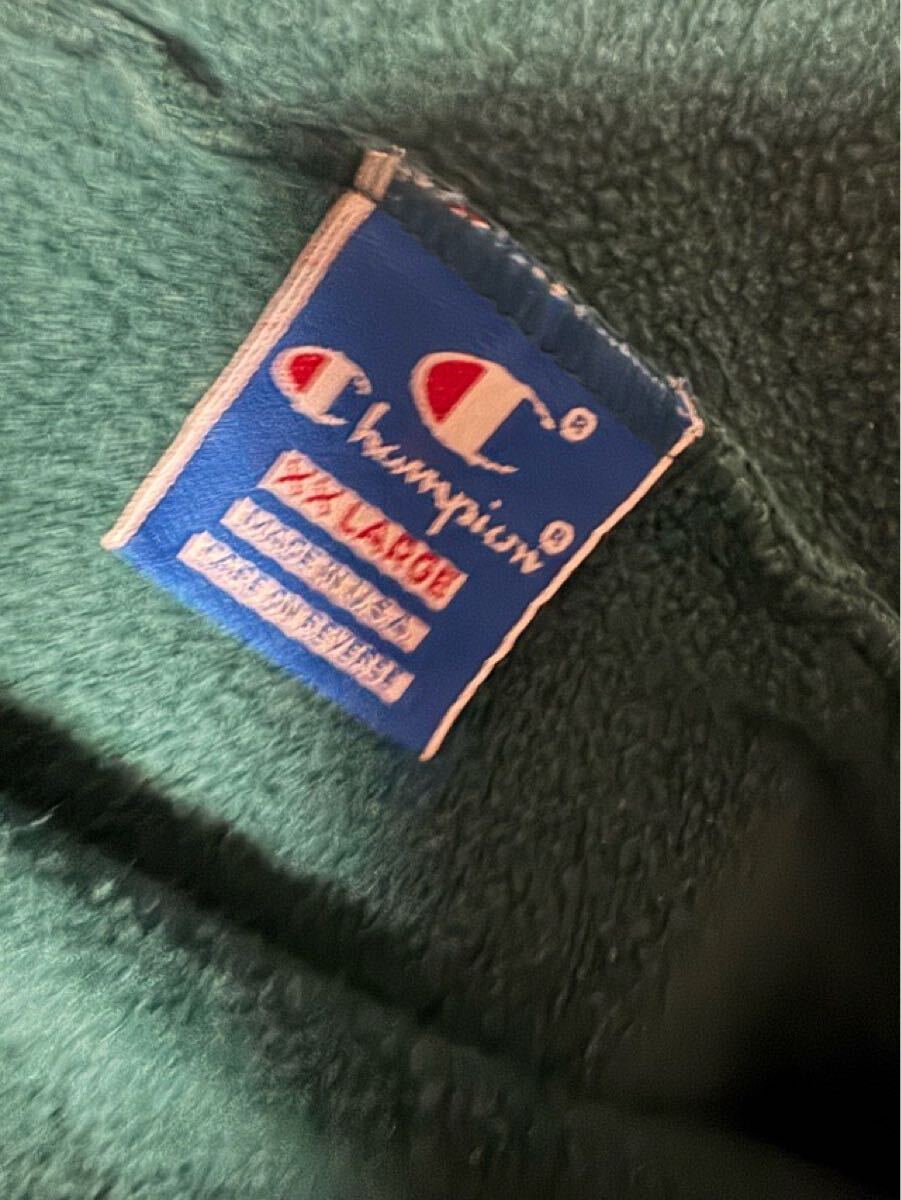 C®
Champion®
XX LARGE
MADE IN U.S.A.
CARE ON REVERSE